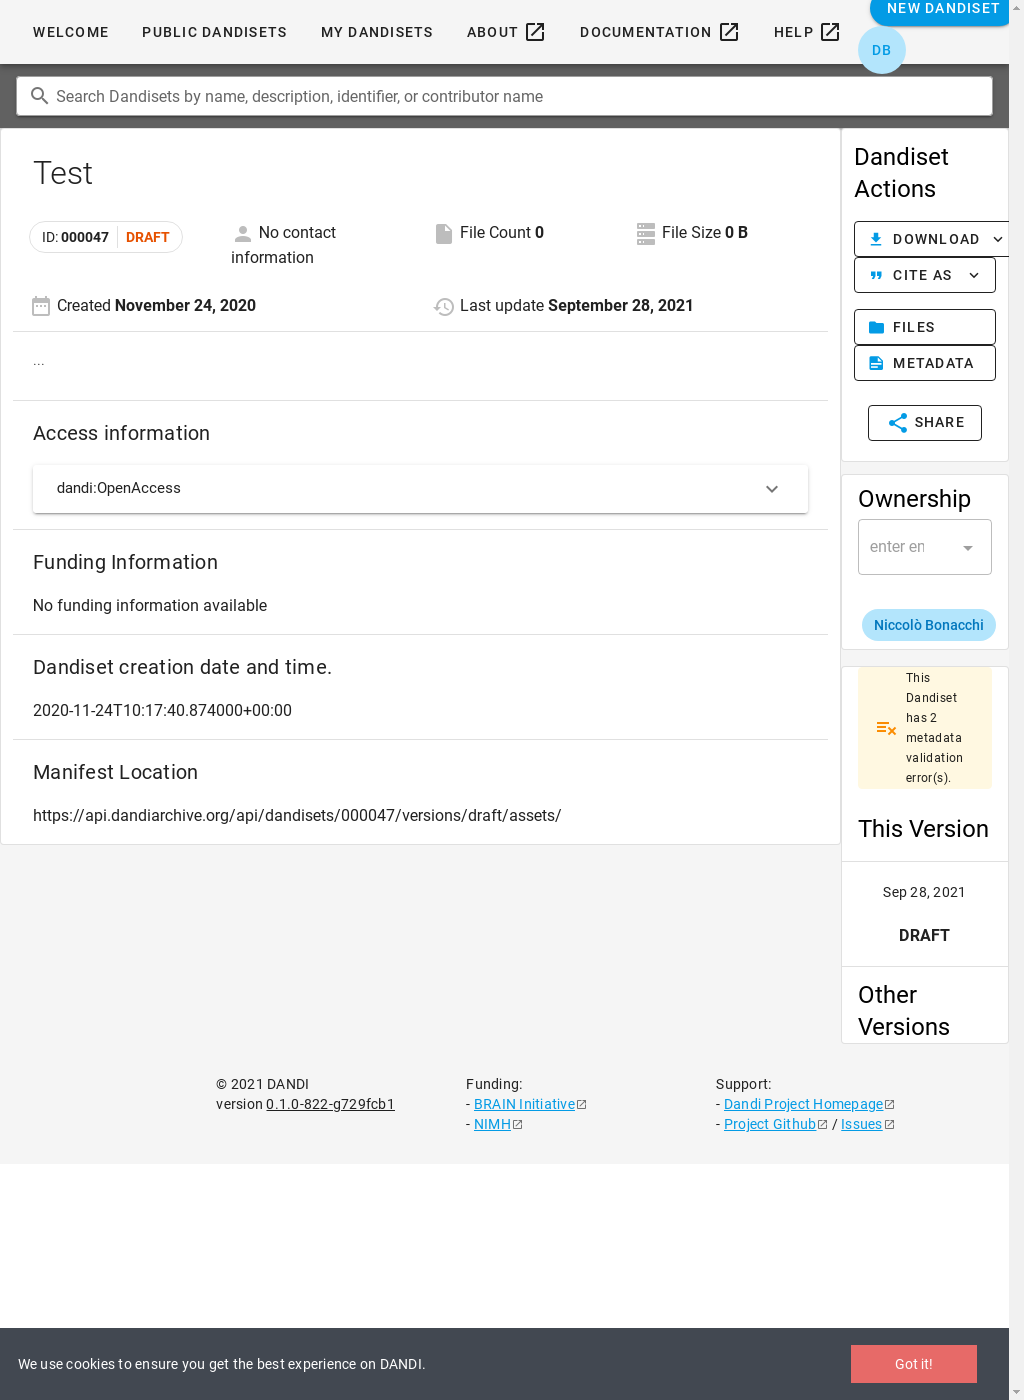 WELCOME
PUBLIC DANDISETS
MY DANDISETS
ABOUT
DOCUMENTATION
HELP
NEW DANDISET
DB
Search Dandisets by name, description, identifier, or contributor name
Test
ID: 000047 DRAFT
No contact
information
File Count 0
File Size 0 B
Created November 24, 2020
Last update September 28, 2021
...
Access information
dandi:OpenAccess
Funding Information
No funding information available
Dandiset creation date and time.
2020-11-24T10:17:40.874000+00:00
Manifest Location
https://api.dandiarchive.org/api/dandisets/000047/versions/draft/assets/
Dandiset
Actions
DOWNLOAD
CITE AS
FILES
METADATA
SHARE
Ownership
enter en
Niccolò Bonacchi
This
Dandiset
has 2
metadata
validation
error(s).
This Version
Sep 28, 2021
DRAFT
Other
Versions
© 2021 DANDI
version 0.1.0-822-g729fcb1
Funding:
- BRAIN Initiative
- NIMH
Support:
- Dandi Project Homepage
- Project Github / Issues
We use cookies to ensure you get the best experience on DANDI.
Got it!